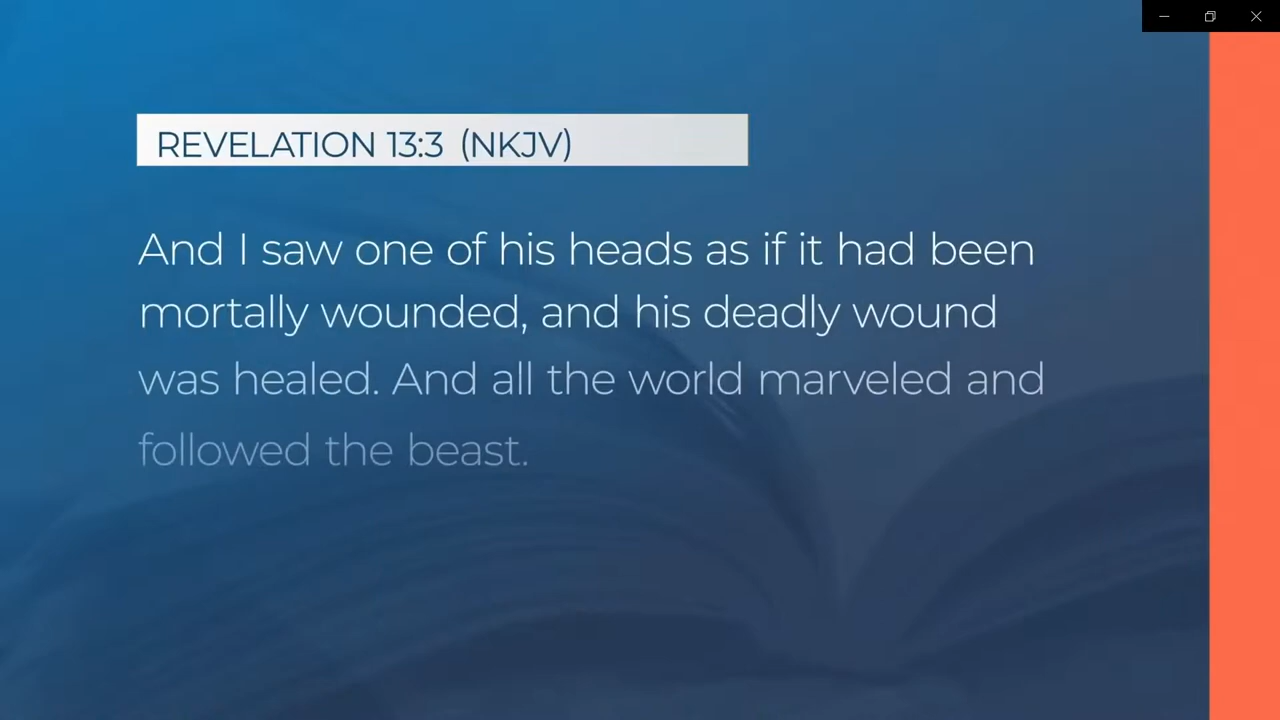 REVELATION 13:3 (NKJV)
And I saw one of his heads as if it had been
mortally wounded, and his deadly wound
was healed. And all the world marveled and
followed the beast.